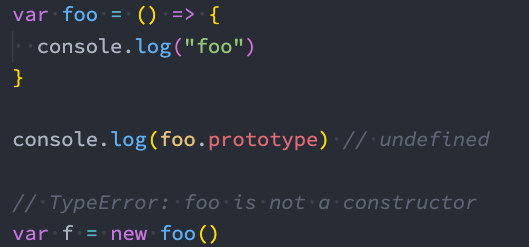 var foo = () => {
  console.log("foo")
}
console.log(foo.prototype) // undefined
// TypeError: foo is not a constructor
var f = new foo()